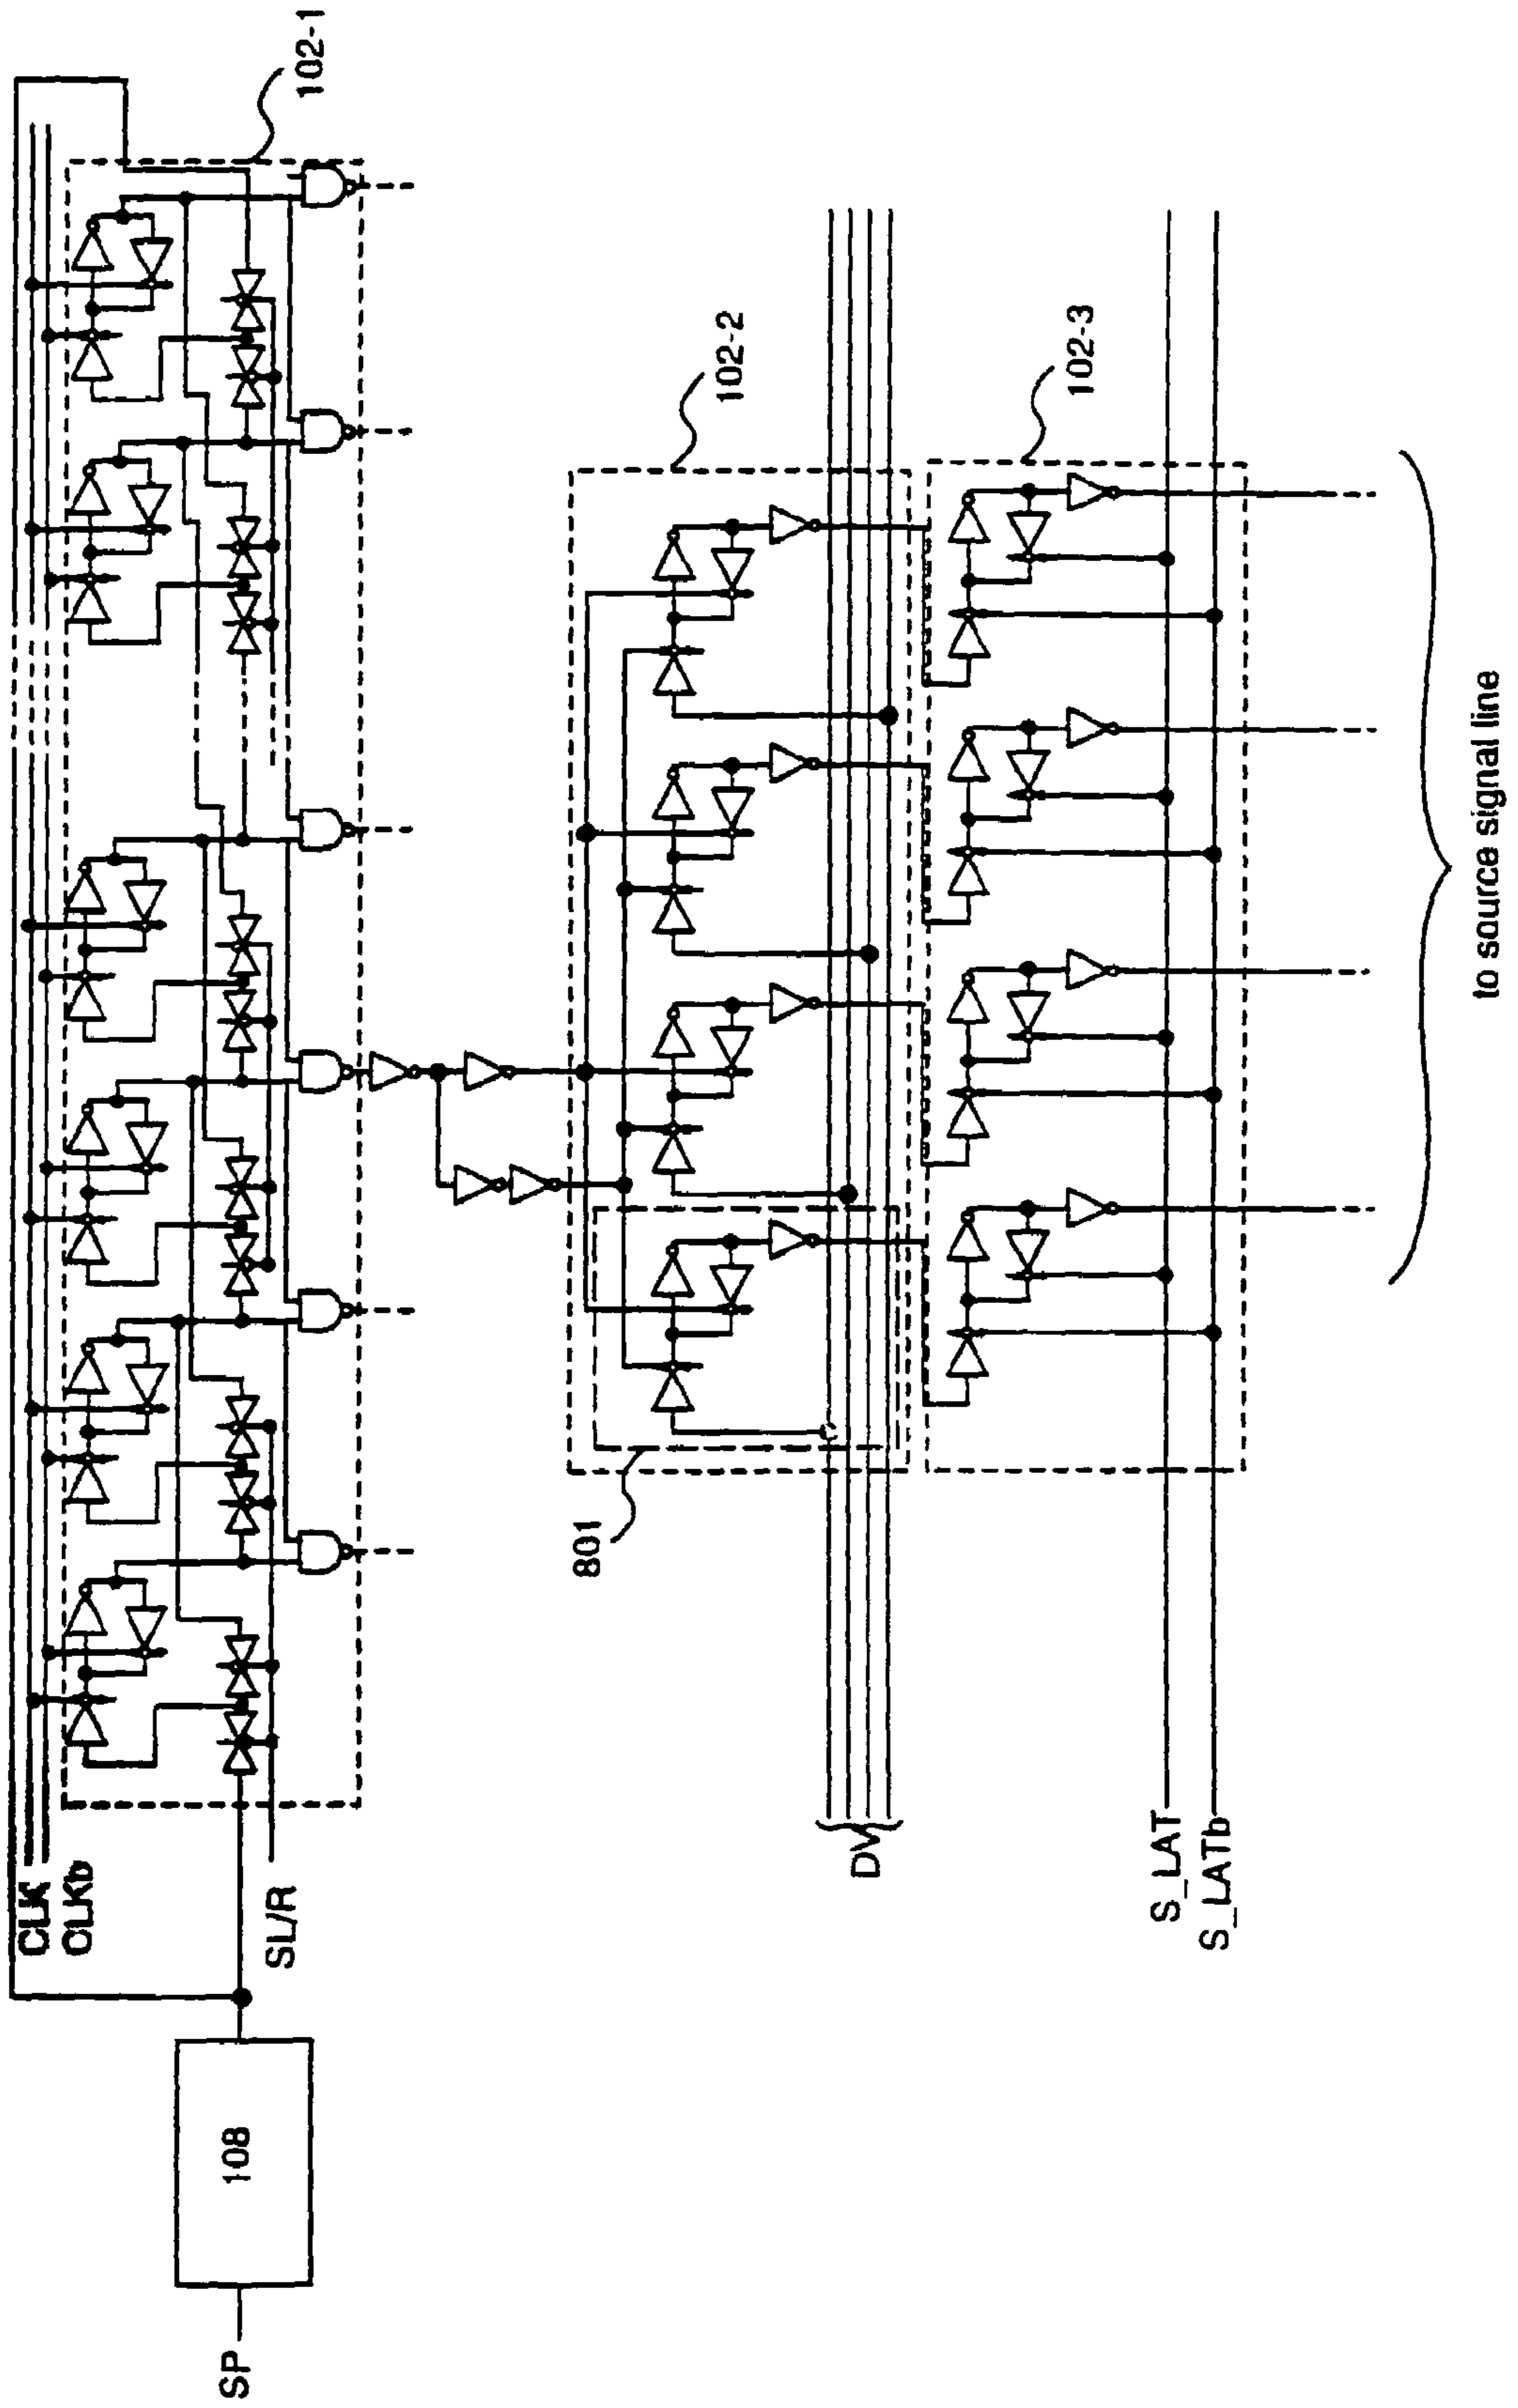 SP
108
CLK
CLKb
SL/R
102-1
801
102-2
DV
102-3
S_LAT
S_LATb
to source signal line